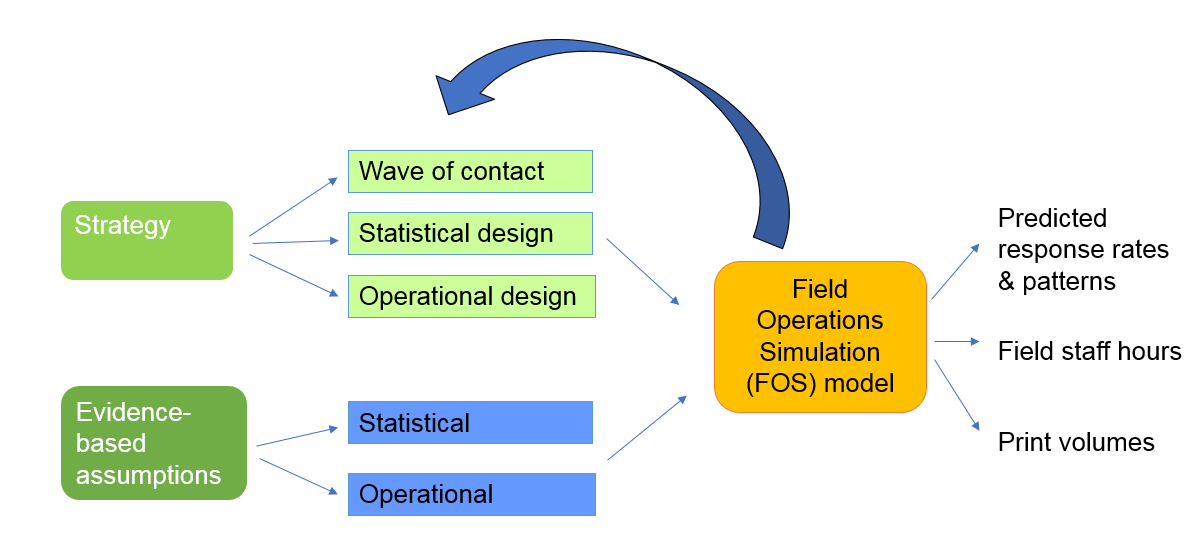 Strategy
Wave of contact
Statistical design
Operational design
Evidence-
based
assumptions
Statistical
Operational
Field
Operations
Simulation
(FOS) model
Predicted
response rates
& patterns
Field staff hours
Print volumes